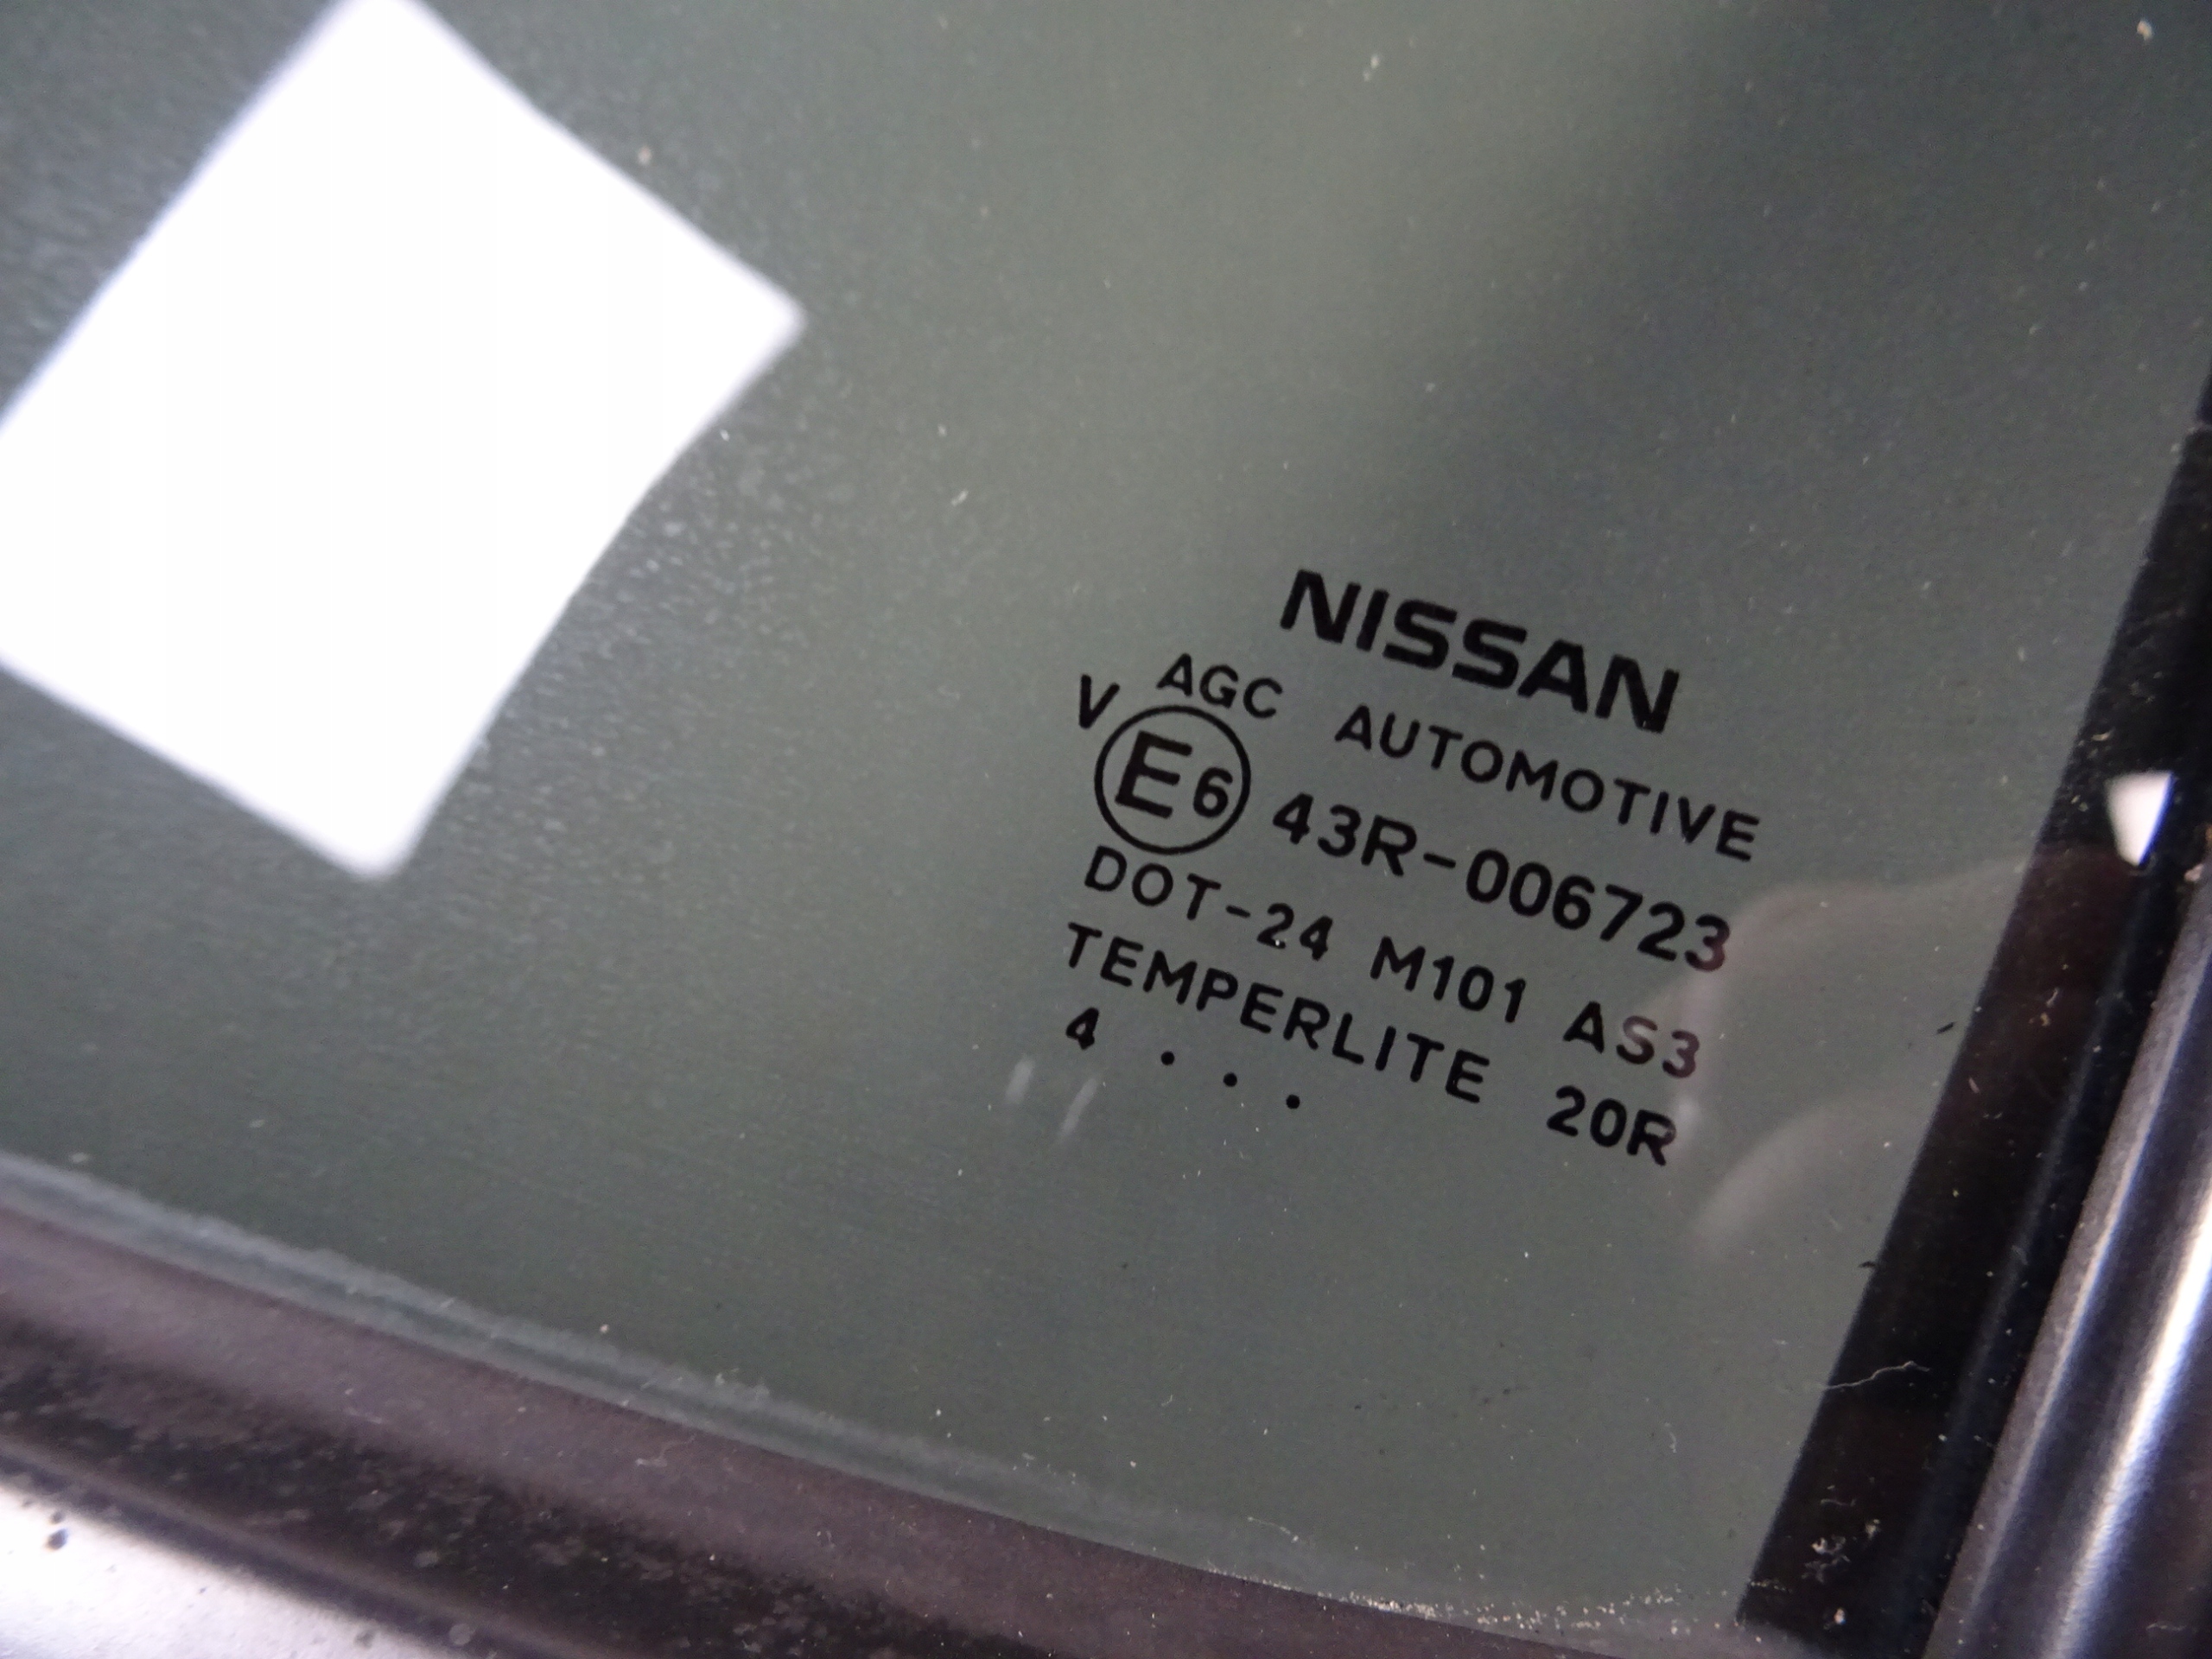 NISSAN
AGC AUTOMOTIVE
V
E6 43R-006723
DOT-24 M101 AS3
TEMPERLITE 20R
4 . . .